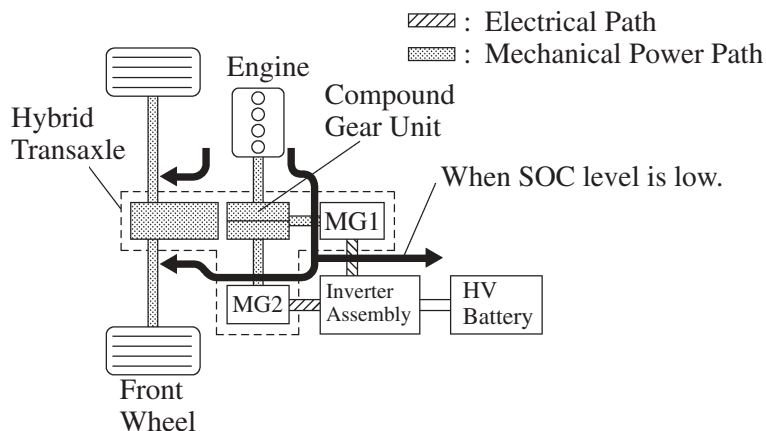 : Electrical Path
: Mechanical Power Path
Engine
Compound
Gear Unit
Hybrid
Transaxle
When SOC level is low.
MG1
MG2
Inverter
Assembly
HV
Battery
Front
Wheel